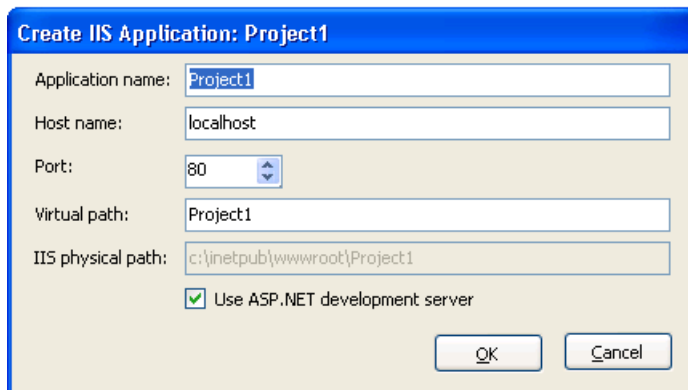 Create IIS Application: Project1
Application name: Project1
Host name: localhost
Port: 80
Virtual path: Project1
IIS physical path: c:\inetpub\wwwroot\Project1
Use ASP.NET development server
OK Cancel